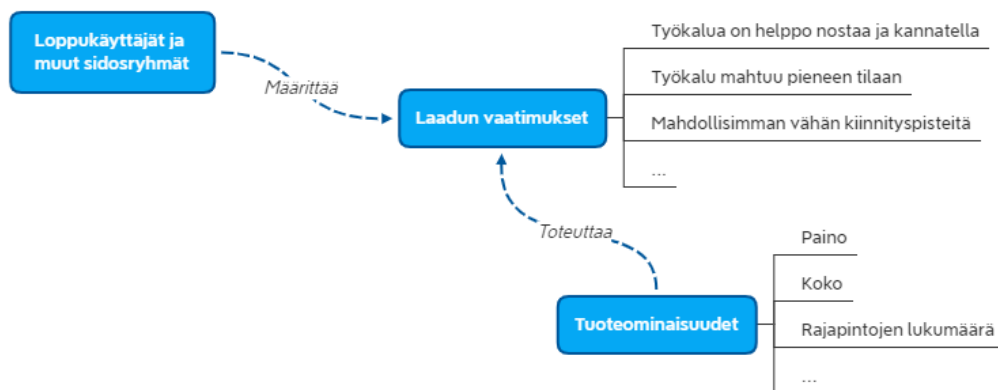 Loppukäyttäjät ja
muut sidosryhmät
Määrittää
Laadun vaatimukset
Työkalua on helppo nostaa ja kannatella
Työkalu mahtuu pieneen tilaan
Mahdollisimman vähän kiinnityspisteitä
...
Toteuttaa
Tuoteominaisuudet
Paino
Koko
Rajapintojen lukumäärä
...